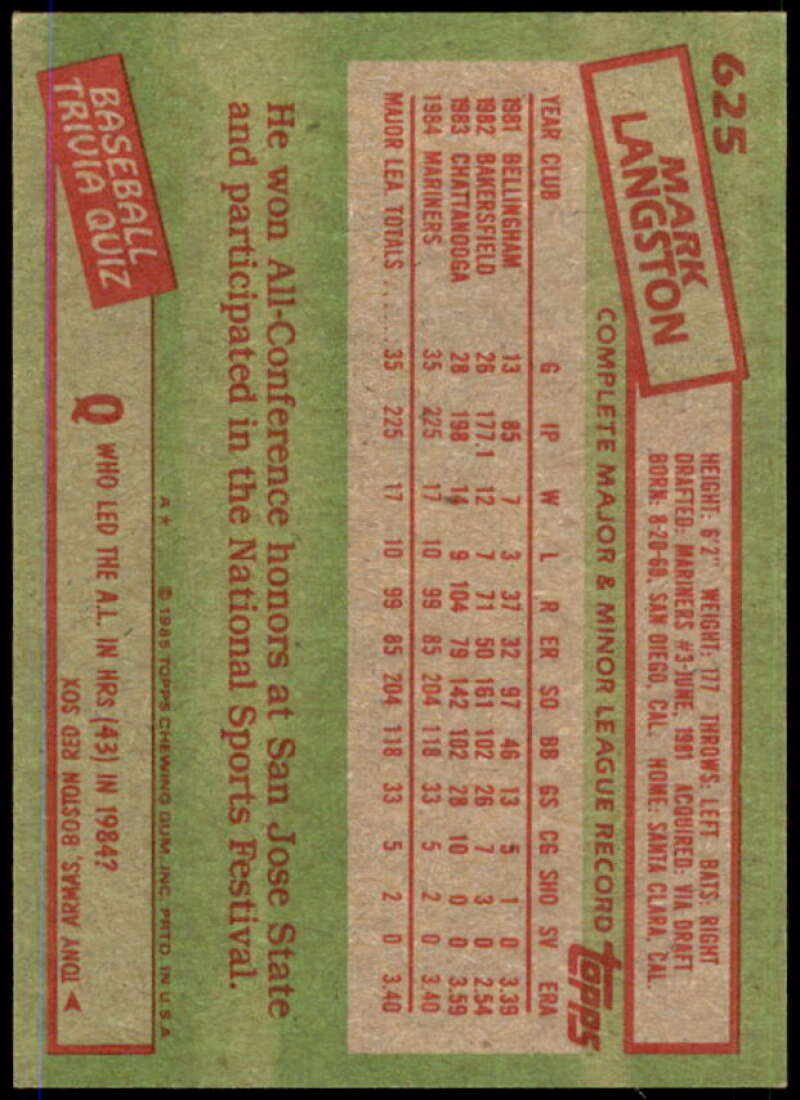 625
MARK
LANGSTON
HEIGHT: 6'2" WEIGHT: 177 THROWS: LEFT BATS: RIGHT
DRAFTED: MARINERS #3-JUNE, 1981 ACQUIRED: VIA DRAFT
BORN: 8-20-60, SAN DIEGO, CAL. HOME: SANTA CLARA, CAL.
COMPLETE MAJOR & MINOR LEAGUE RECORD
topps
YEAR CLUB G IP W L R ER SO BB GS CG SHO SV ERA
1981 BELLINGHAM 13 85 7 3 37 32 97 46 13 5 1 0 3.39
1982 BAKERSFIELD 26 177.1 12 7 71 50 161 102 26 7 3 0 2.54
1983 CHATTANOOGA 28 198 14 9 104 79 142 102 28 10 0 0 3.59
1984 MARINERS 35 225 17 10 99 85 204 118 33 5 2 0 3.40
MAJOR LEA TOTALS ...... 35 225 17 10 99 85 204 118 33 5 2 0 3.40
He won All-Conference honors at San Jose State
and participated in the National Sports Festival.
A★ © 1985 TOPPS CHEWING GUM, INC. PRTD. IN U.S.A.
BASEBALL
TRIVIA QUIZ
Q WHO LED THE A.L. IN HRs (43) IN 1984?
TONY ARMAS, BOSTON RED SOX